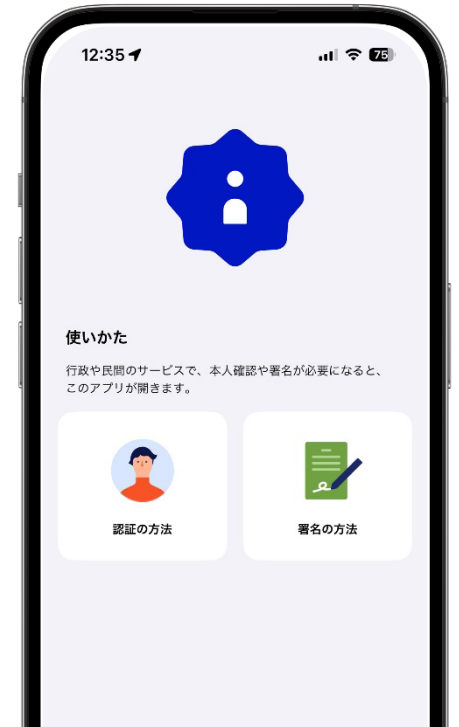 12:35
75
使いかた
行政や民間のサービスで、本人確認や署名が必要になると、
このアプリが開きます。
認証の方法
署名の方法